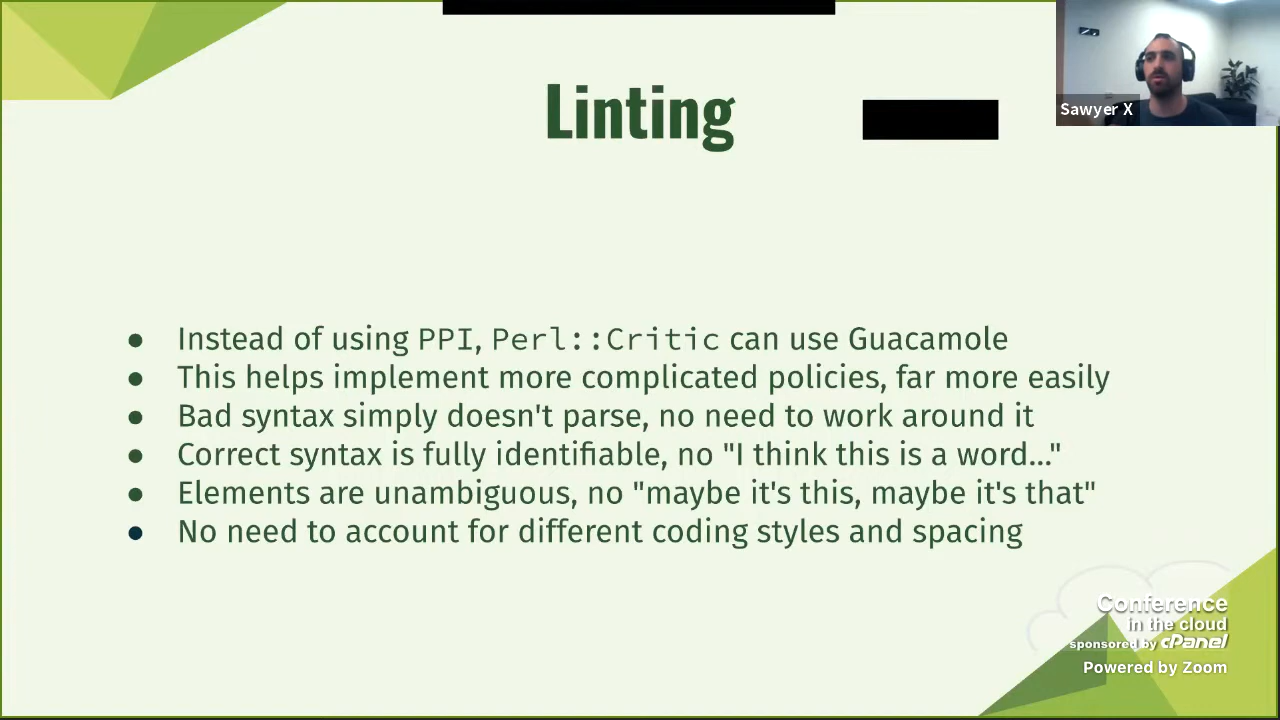 Linting
Sawyer X
● Instead of using PPI, Perl::Critic can use Guacamole
● This helps implement more complicated policies, far more easily
● Bad syntax simply doesn't parse, no need to work around it
● Correct syntax is fully identifiable, no "I think this is a word..."
● Elements are unambiguous, no "maybe it's this, maybe it's that"
● No need to account for different coding styles and spacing
Conference
in the cloud
sponsored by cPanel
Powered by Zoom